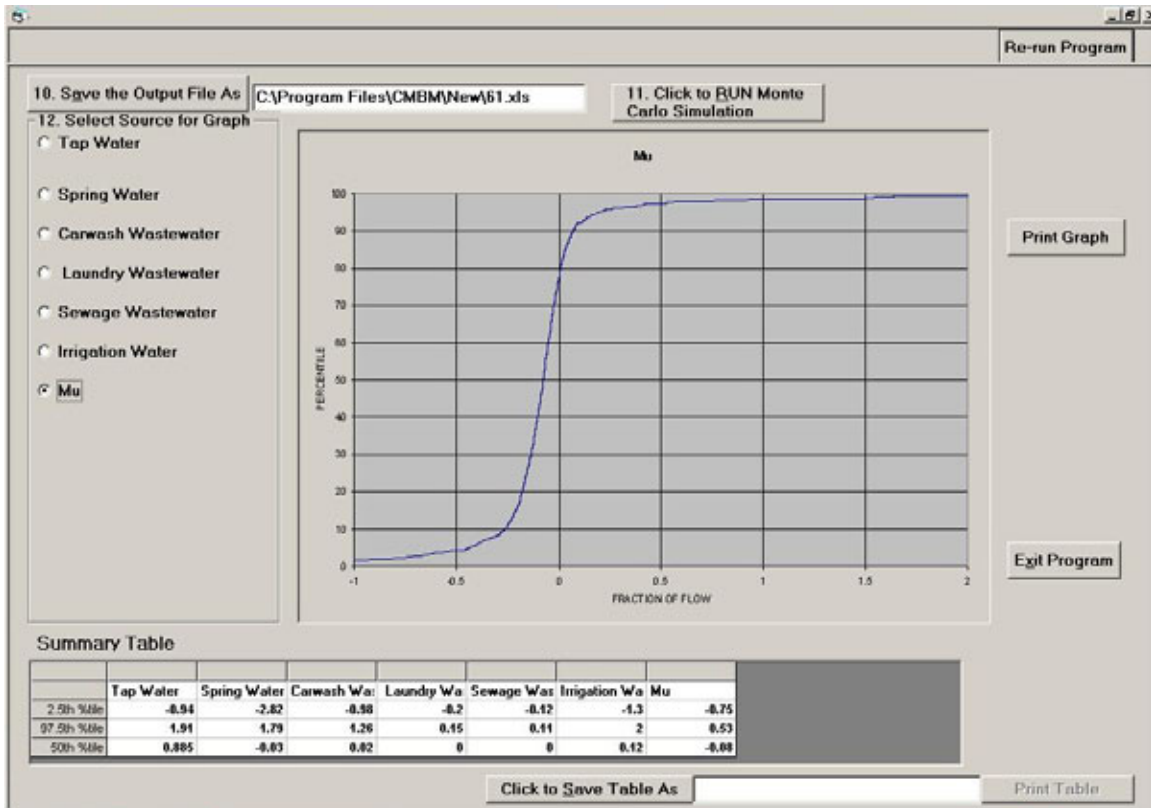 Re-run Program
10. Save the Output File As C:\Program Files\CMBM\New\61.xls 11. Click to RUN Monte
Carlo Simulation
12. Select Source for Graph
Tap Water
Spring Water
Carwash Wastewater
Laundry Wastewater
Sewage Wastewater
Irrigation Water
Mu
Mu
100
90
80
70
60
50
40
30
20
10
0
PERCENTILE
-1 -0.5 0 0.5 1 1.5 2
FRACTION OF FLOW
Print Graph
Exit Program
Summary Table
Tap Water Spring Water Carwash Was Laundry Wa Sewage Was Irrigation Wa Mu
2.5th %tile -0.94 -2.82 -0.98 -0.2 -0.12 -1.3 -0.75
97.5th %tile 1.91 1.79 1.26 0.15 0.11 2 0.53
50th %tile 0.885 -0.03 0.02 0 0 0.12 -0.08
Click to Save Table As Print Table